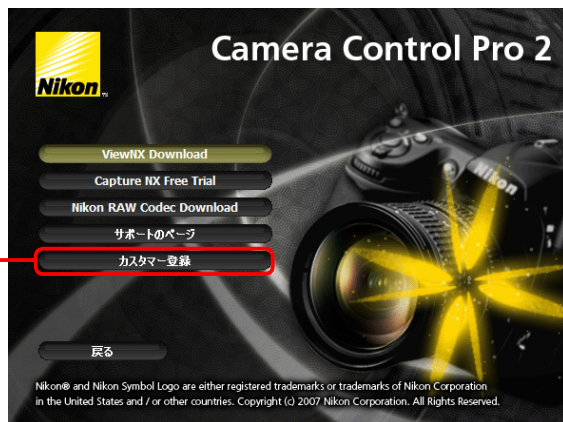 Nikon™
Camera Control Pro 2
ViewNX Download
Capture NX Free Trial
Nikon RAW Codec Download
サポートのページ
カスタマー登録
Nikon
戻る
Nikon® and Nikon Symbol Logo are either registered trademarks or trademarks of Nikon Corporation
in the United States and / or other countries. Copyright (c) 2007 Nikon Corporation. All Rights Reserved.